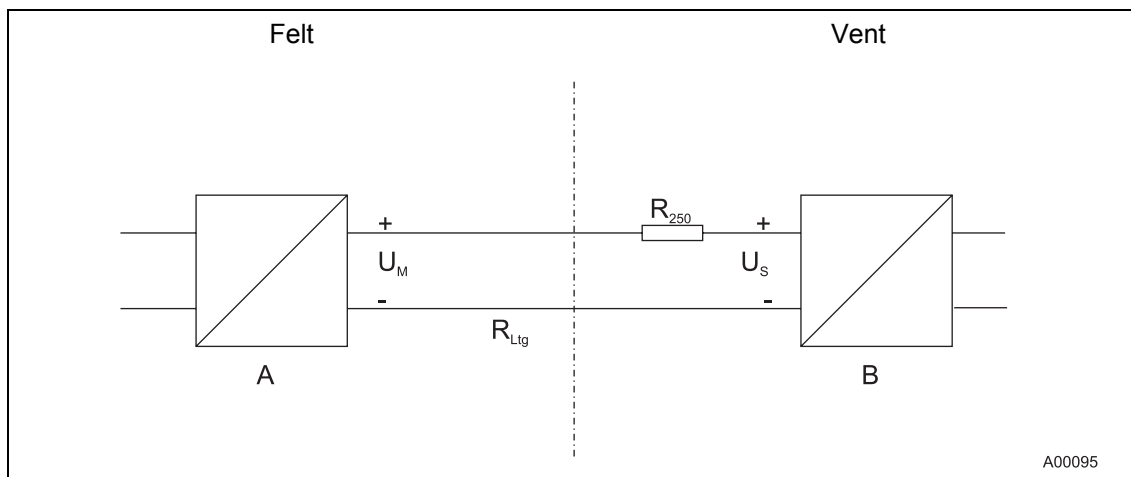 Felt Vent
R250
+ +
UM US
- -
RLtg
A B
A00095